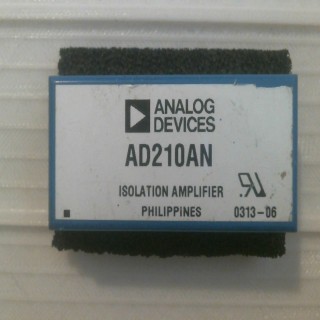 ANALOG
DEVICES
AD210AN
ISOLATION AMPLIFIER
PHILIPPINES 0313-06